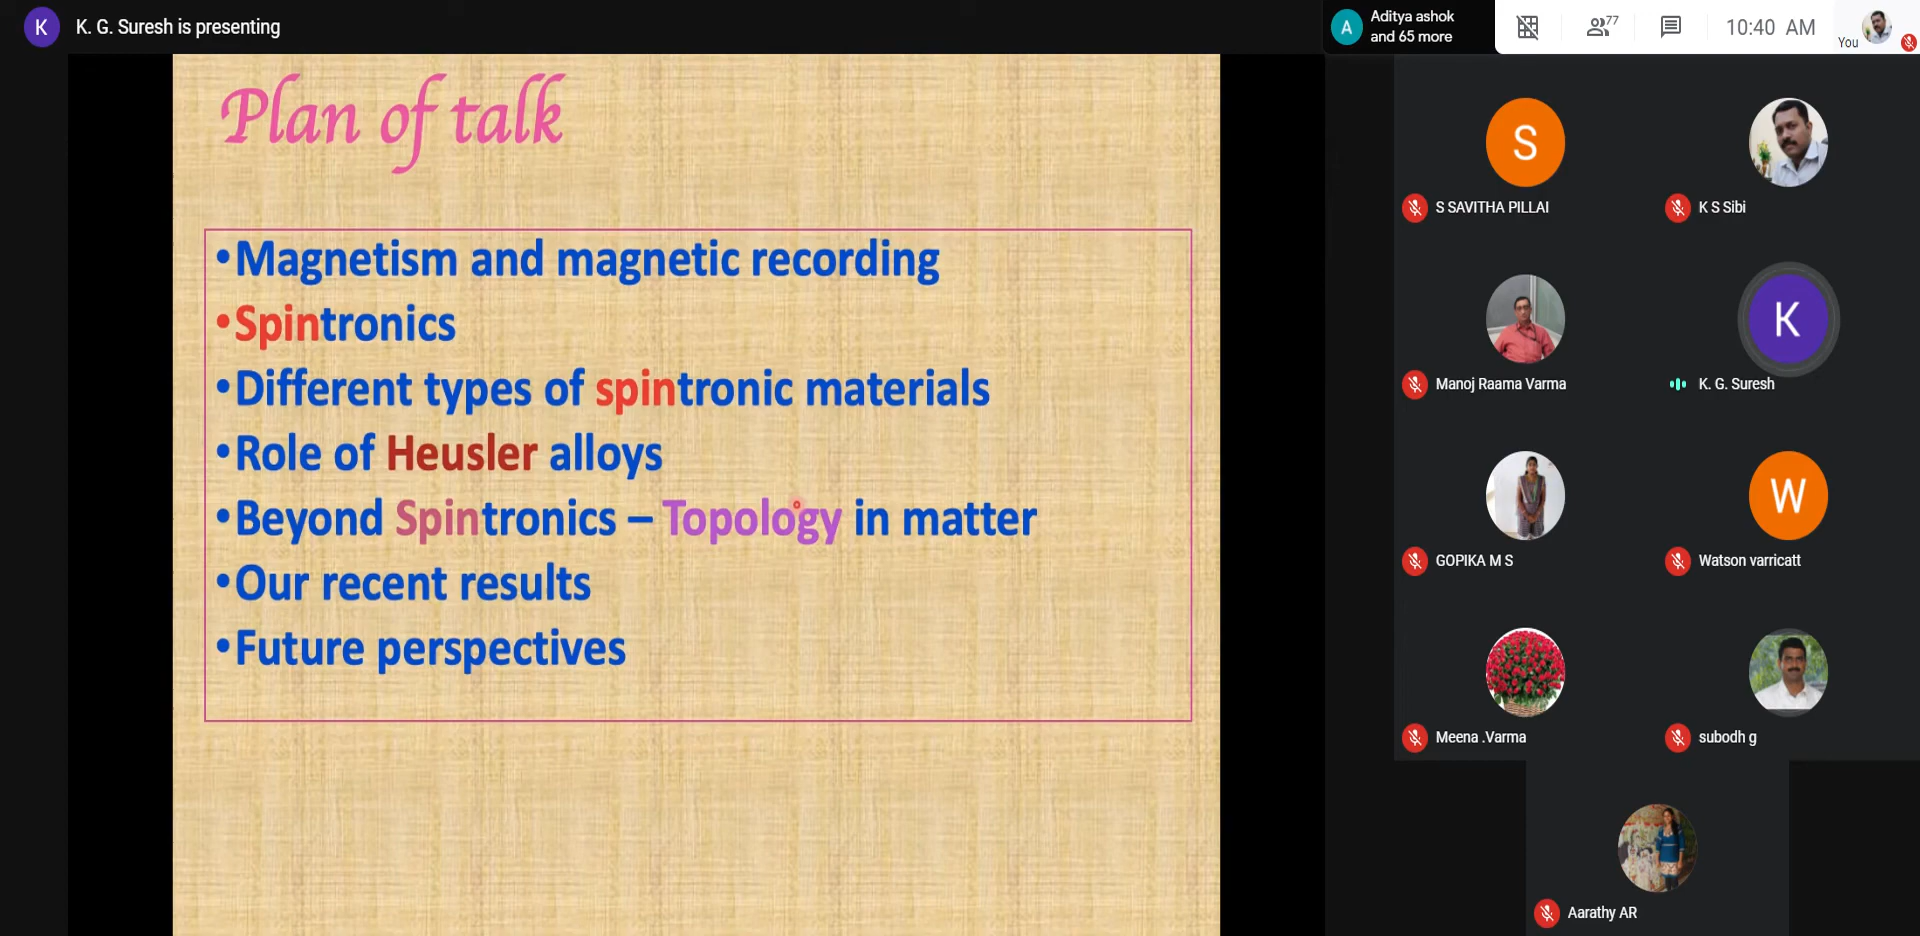 K
K. G. Suresh is presenting
A
Aditya ashok
and 65 more
77
10:40 AM
You
Plan of talk
•Magnetism and magnetic recording
•Spintronics
•Different types of spintronic materials
•Role of Heusler alloys
•Beyond Spintronics – Topology in matter
•Our recent results
•Future perspectives
S
S SAVITHA PILLAI
K S Sibi
Manoj Raama Varma
K
K. G. Suresh
GOPIKA M S
W
Watson varricatt
Meena .Varma
subodh g
Aarathy AR